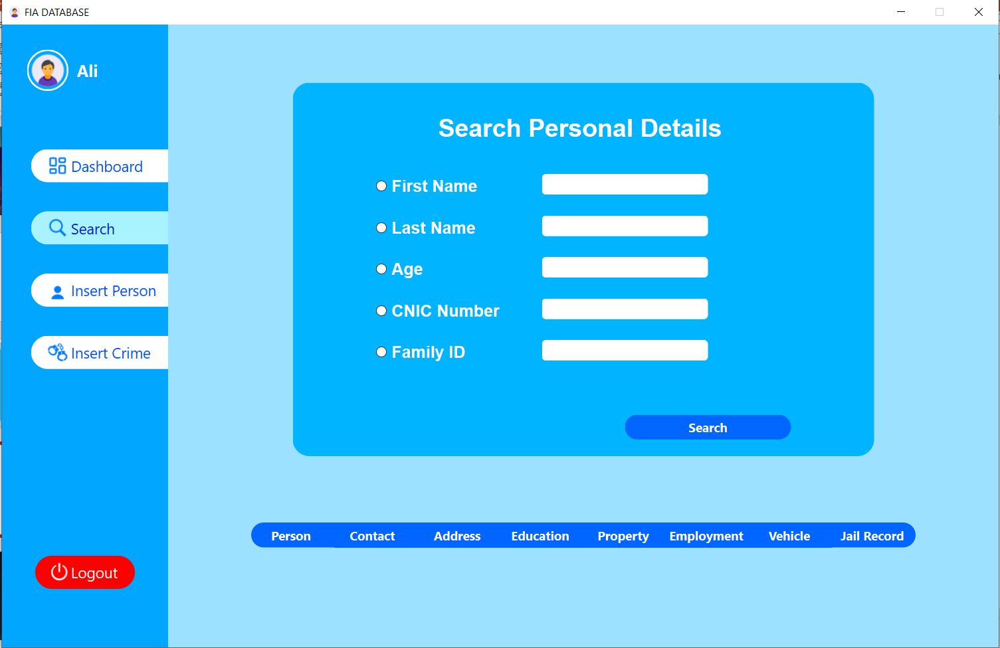 FIA DATABASE
Ali
Dashboard
Search
Insert Person
Insert Crime
Logout
Search Personal Details
First Name
Last Name
Age
CNIC Number
Family ID
Search
Person Contact Address Education Property Employment Vehicle Jail Record